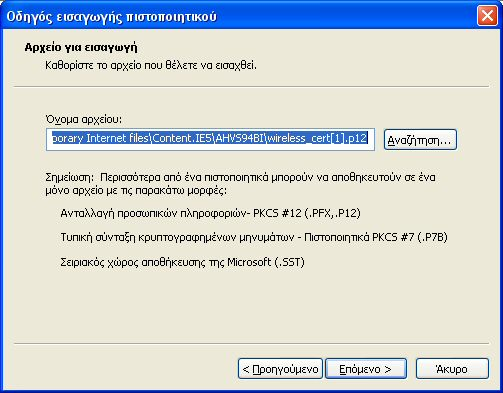 Οδηγός εισαγωγής πιστοποιητικού
Αρχείο για εισαγωγή
Καθορίστε το αρχείο που θέλετε να εισαχθεί.
Όνομα αρχείου:
porary Internet files\Content.IE5\AHVS94BI\wireless_cert[1].p12
Αναζήτηση...
Σημείωση: Περισσότερα από ένα πιστοποιητικά μπορούν να αποθηκευτούν σε ένα
μόνο αρχείο με τις παρακάτω μορφές:
Ανταλλαγή προσωπικών πληροφοριών- PKCS #12 (.PFX,.P12)
Τυπική σύνταξη κρυπτογραφημένων μηνυμάτων - Πιστοποιητικά PKCS #7 (.P7B)
Σειριακός χώρος αποθήκευσης της Microsoft (.SST)
< Προηγούμενο
Επόμενο >
Άκυρο